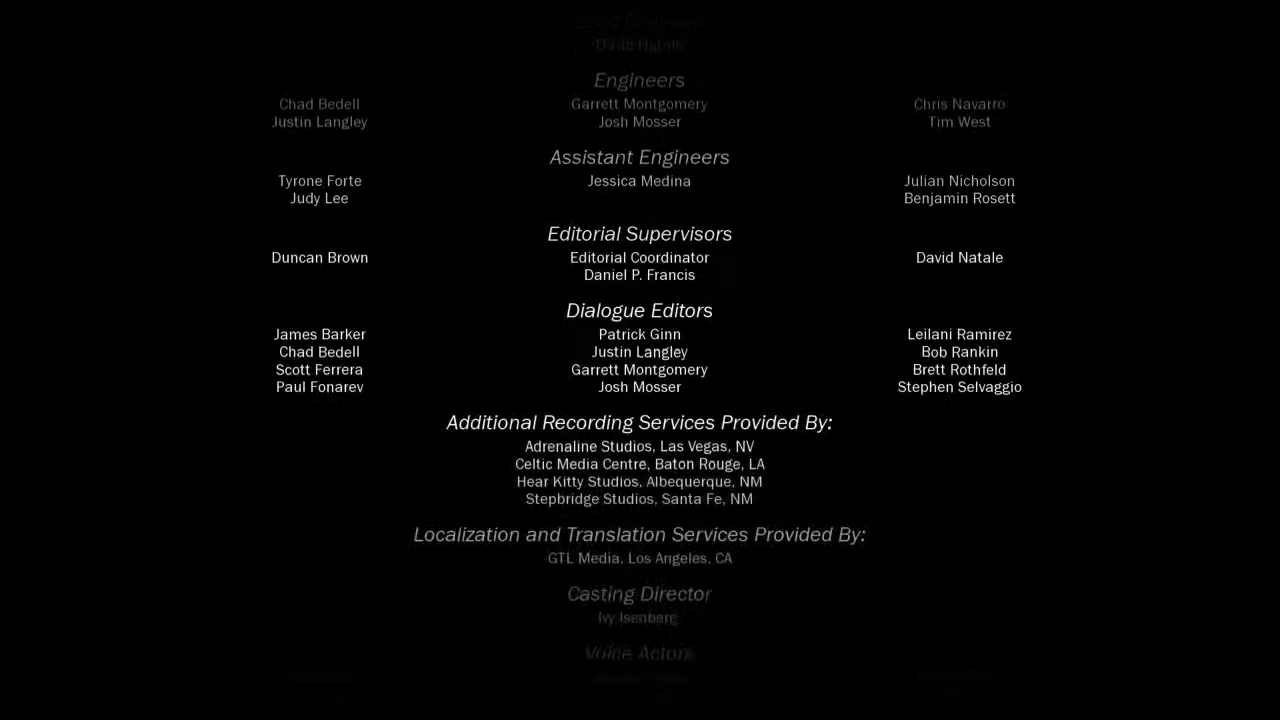 David Natale
Engineers
Chad Bedell Garrett Montgomery Chris Navarro
Justin Langley Josh Mosser Tim West
Assistant Engineers
Tyrone Forte Jessica Medina Julian Nicholson
Judy Lee Benjamin Rosett
Editorial Supervisors
Duncan Brown Editorial Coordinator David Natale
Daniel P. Francis
Dialogue Editors
James Barker Patrick Ginn Leilani Ramirez
Chad Bedell Justin Langley Bob Rankin
Scott Ferrera Garrett Montgomery Brett Rothfeld
Paul Fonarev Josh Mosser Stephen Selvaggio
Additional Recording Services Provided By:
Adrenaline Studios, Las Vegas, NV
Celtic Media Centre, Baton Rouge, LA
Hear Kitty Studios, Albequerque, NM
Stepbridge Studios, Santa Fe, NM
Localization and Translation Services Provided By:
GTL Media, Los Angeles, CA
Casting Director
Ivy Isenberg
Voice Actors